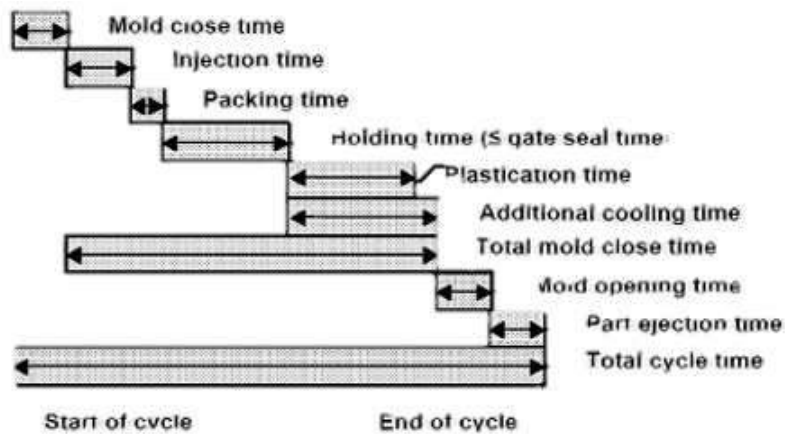 Mold close time
Injection time
Packing time
Holding time (≤ gate seal time
Plastication time
Additional cooling time
Total mold close time
Mold opening time
Part ejection time
Total cycle time
Start of cycle End of cycle